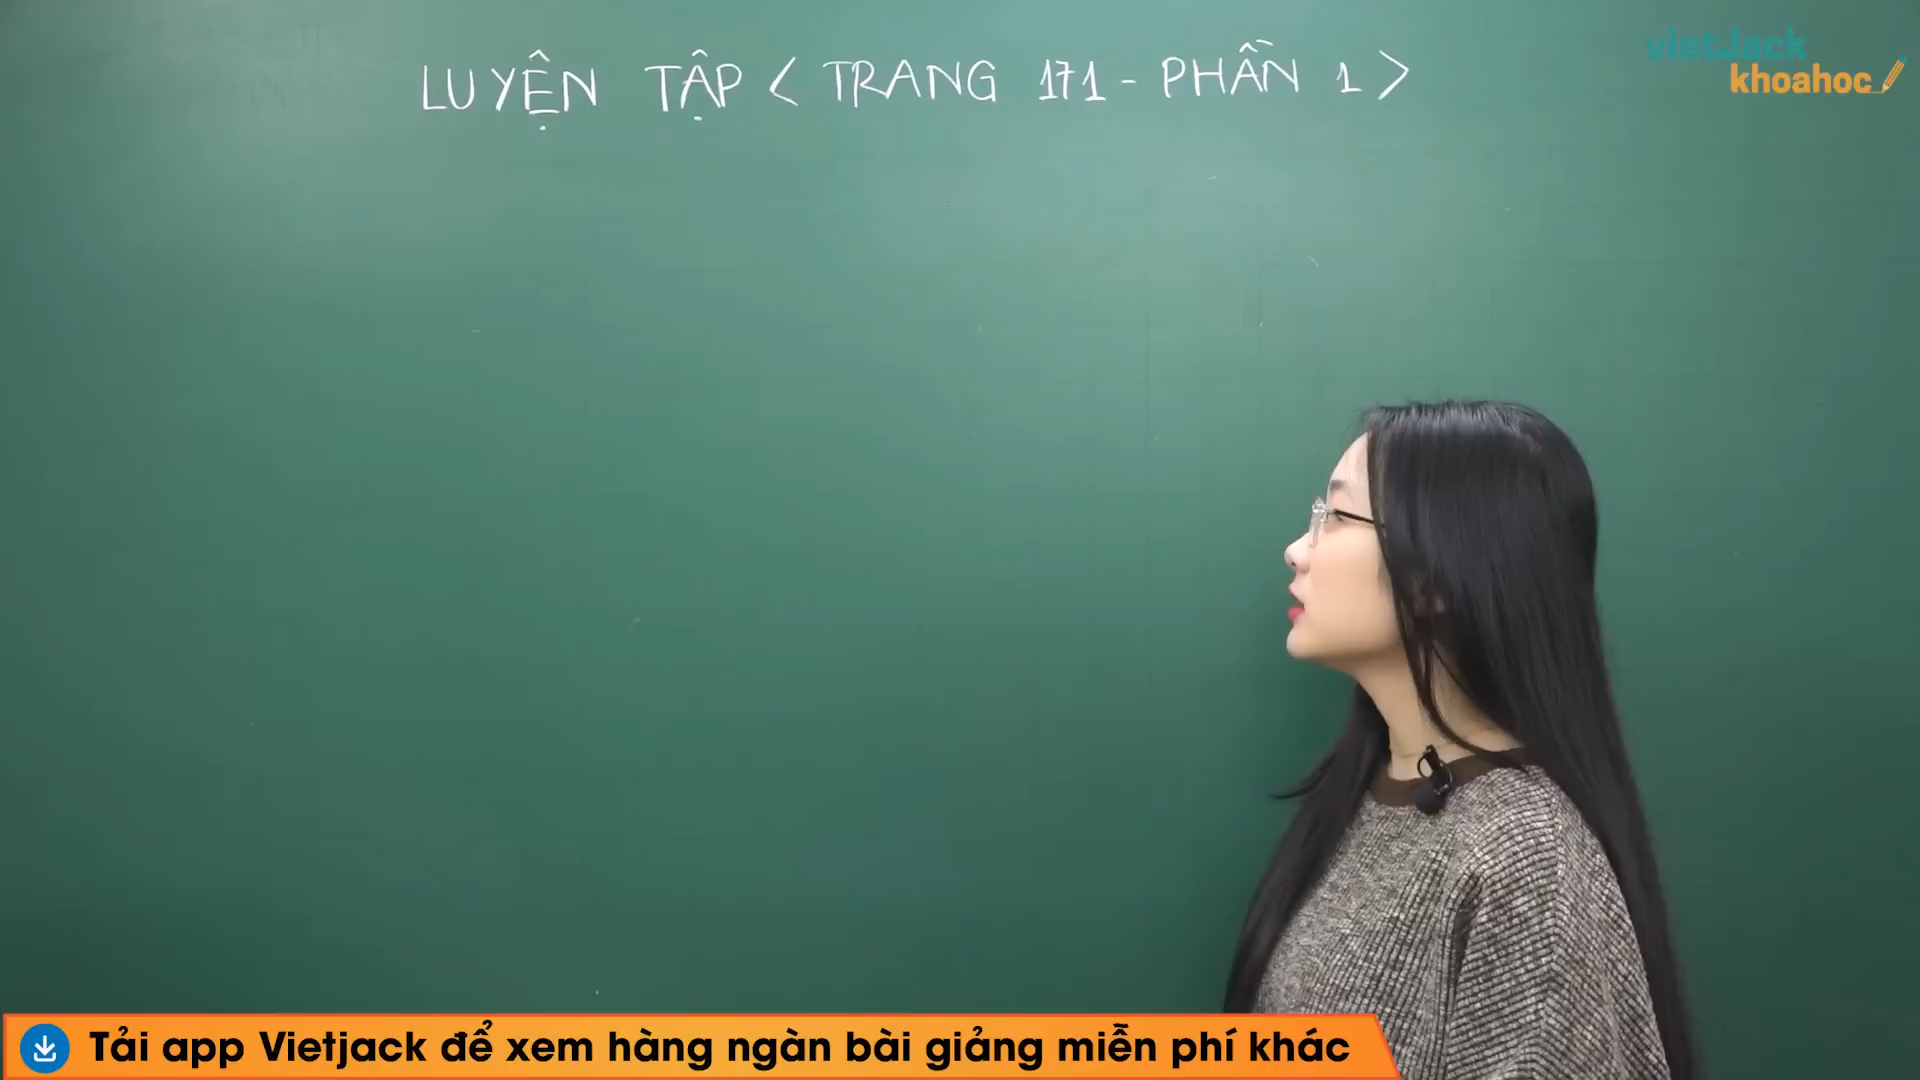 LUYỆN TẬP < TRANG 171 - PHẦN 1 >
vietJack
khoahoc
Tải app Vietjack để xem hàng ngàn bài giảng miễn phí khác